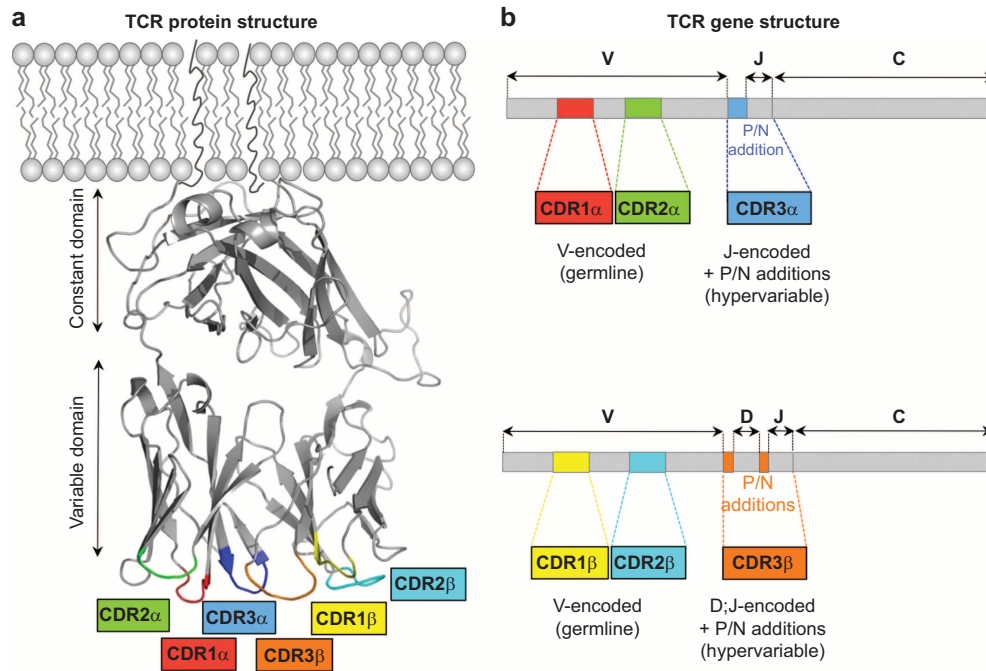 a
TCR protein structure
Constant domain
Variable domain
CDR2α
CDR1α
CDR3α
CDR3β
CDR1β
CDR2β
b
TCR gene structure
V
J
C
P/N
addition
CDR1α
CDR2α
CDR3α
V-encoded
(germline)
J-encoded
+ P/N additions
(hypervariable)
V
D
J
C
P/N
additions
CDR1β
CDR2β
CDR3β
V-encoded
(germline)
D;J-encoded
+ P/N additions
(hypervariable)